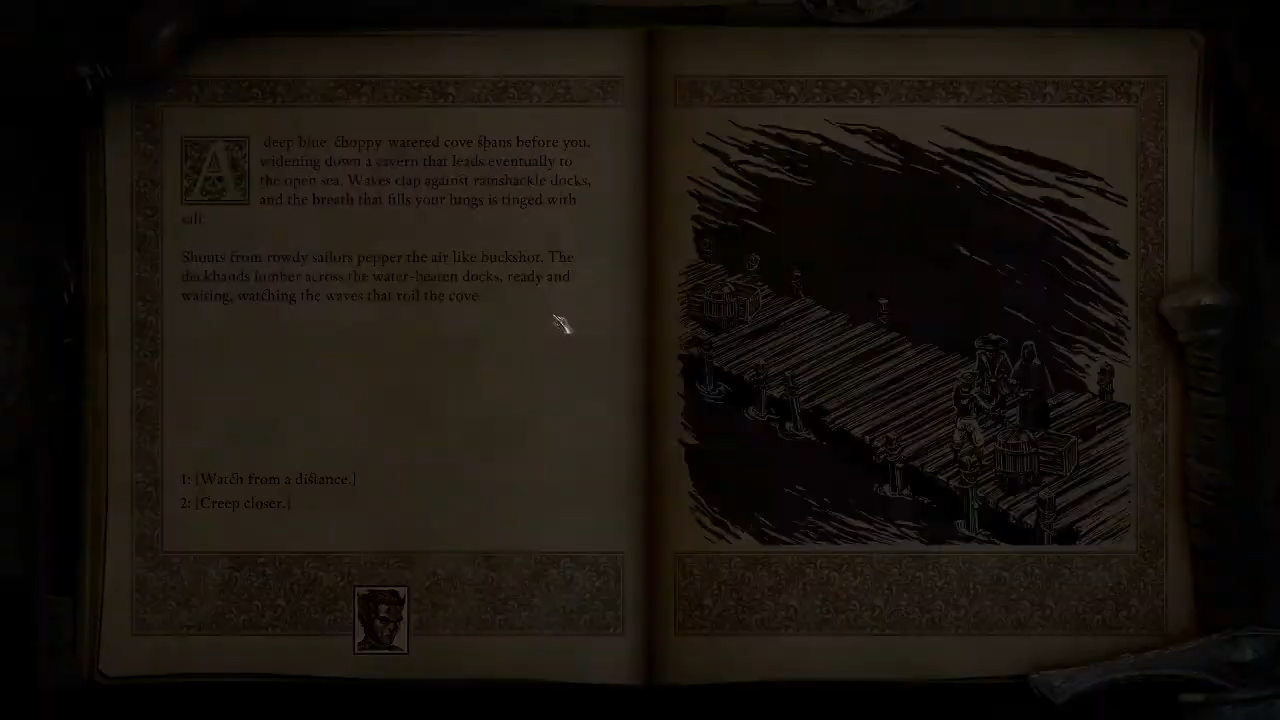 A deep blue choppy watered cove spans before you,
widening down a cavern that leads eventually to
the open sea. Wakes clap against ramshackle docks,
and the breath that fills your lungs is tinged with
salt.
Shouts from rowdy sailors pepper the air like buckshot. The
deckhands lumber across the water-beaten docks, ready and
waiting, watching the waves that roil the cove.
1: [Watch from a distance.]
2: [Creep closer.]